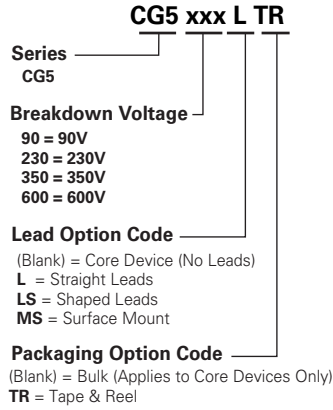 CG5 xxx L TR
Series
CG5
Breakdown Voltage
90 = 90V
230 = 230V
350 = 350V
600 = 600V
Lead Option Code
(Blank) = Core Device (No Leads)
L = Straight Leads
LS = Shaped Leads
MS = Surface Mount
Packaging Option Code
(Blank) = Bulk (Applies to Core Devices Only)
TR = Tape & Reel